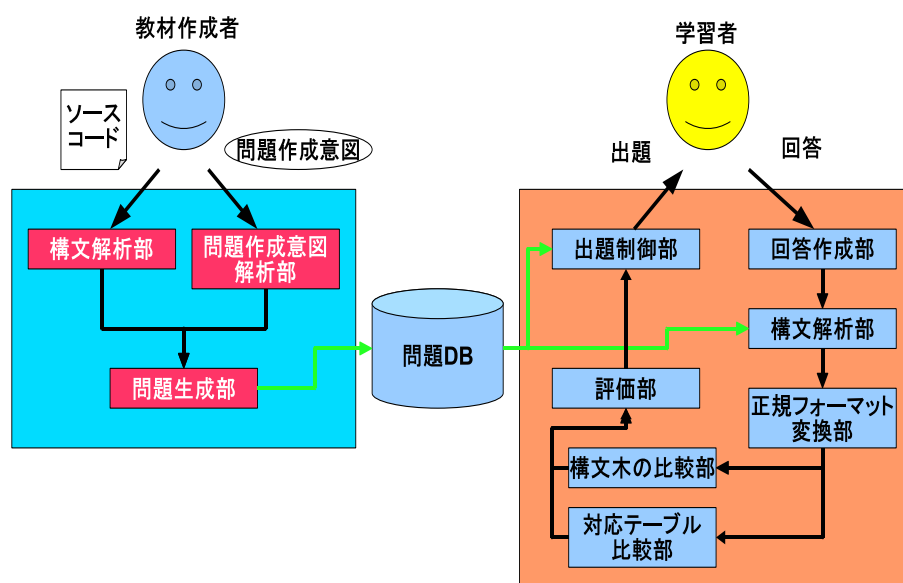 教材作成者
ソース
コード
問題作成意図
構文解析部
問題作成意図
解析部
問題生成部
問題DB
学習者
出題
回答
出題制御部
回答作成部
構文解析部
評価部
正規フォーマット
変換部
構文木の比較部
対応テーブル
比較部